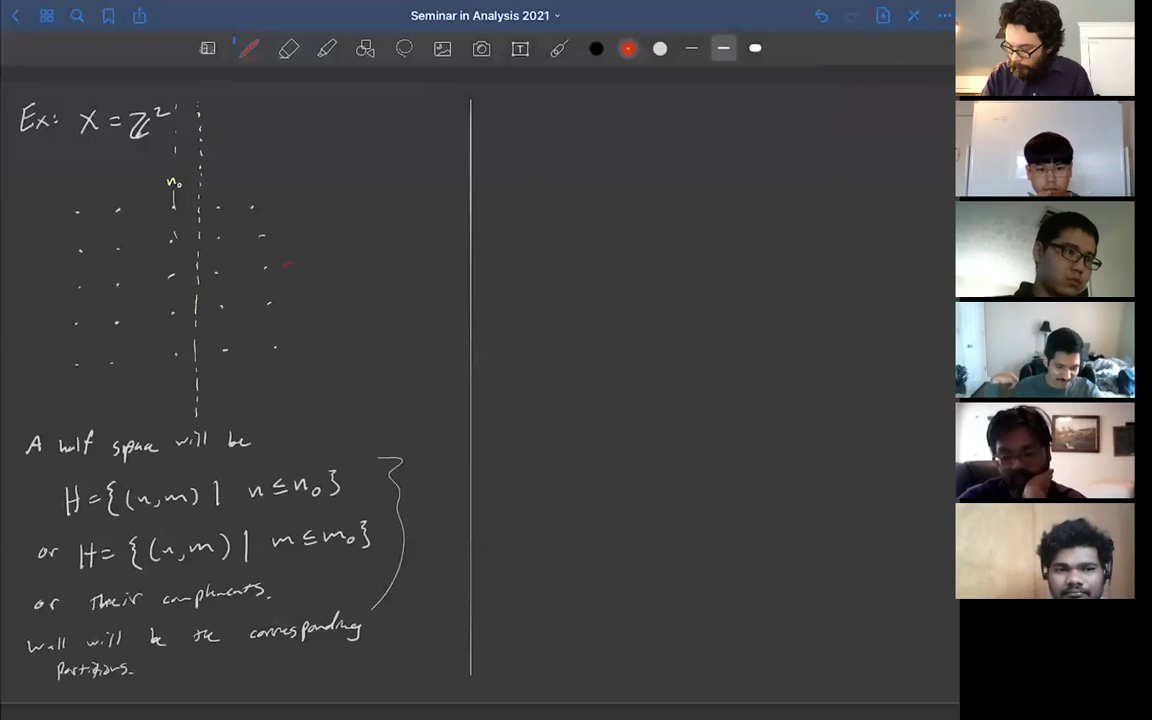 Seminar in Analysis 2021
Ex: X = ℤ²
n₀
A half space will be
H = {(n,m) | n ≤ n₀}
or H = {(n,m) | m ≤ m₀}
or their complements.
Wall will be the corresponding
partitions.